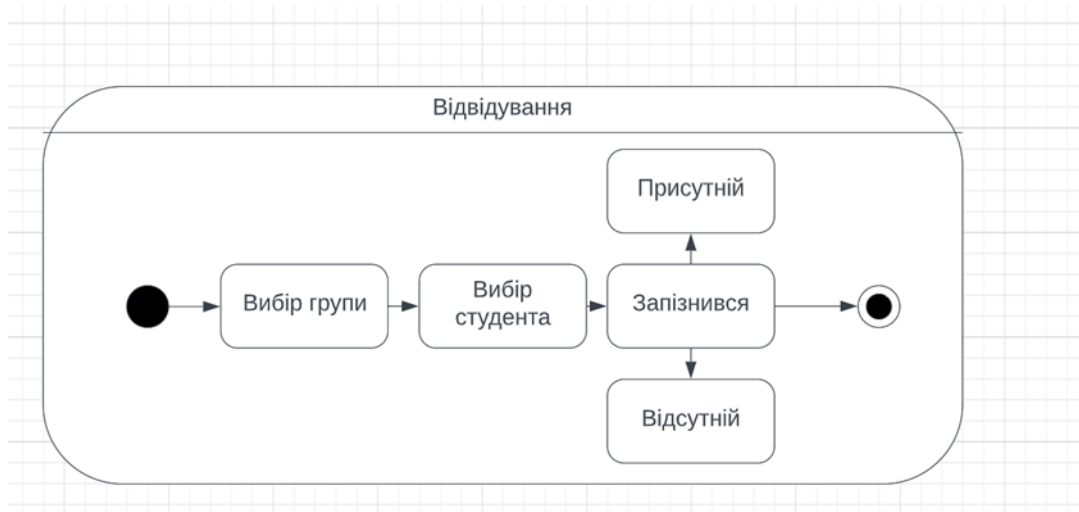 Відвідування
Присутній
Вибір групи
Вибір
студента
Запізнився
Відсутній